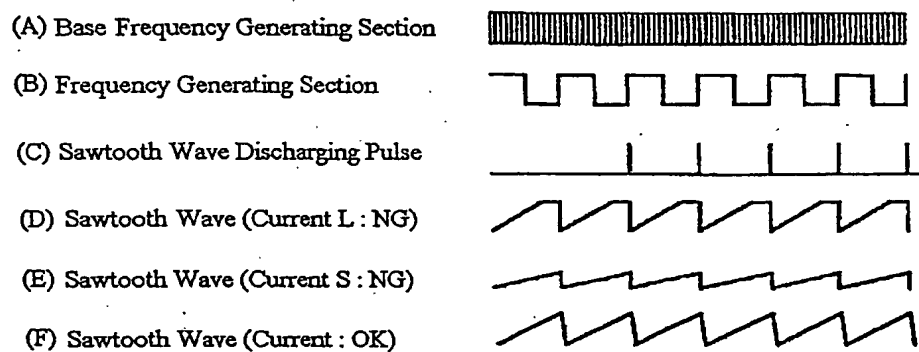 (A) Base Frequency Generating Section
(B) Frequency Generating Section
(C) Sawtooth Wave Discharging Pulse
(D) Sawtooth Wave (Current L : NG)
(E) Sawtooth Wave (Current S : NG)
(F) Sawtooth Wave (Current : OK)